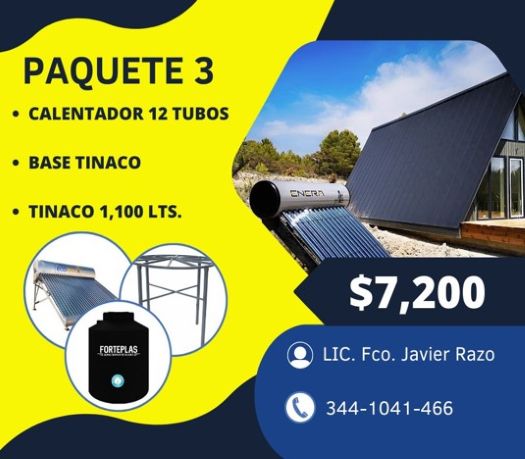 PAQUETE 3
• CALENTADOR 12 TUBOS
• BASE TINACO
• TINACO 1,100 LTS.
FORTEPLAS
$7,200
LIC. Fco. Javier Razo
344-1041-466